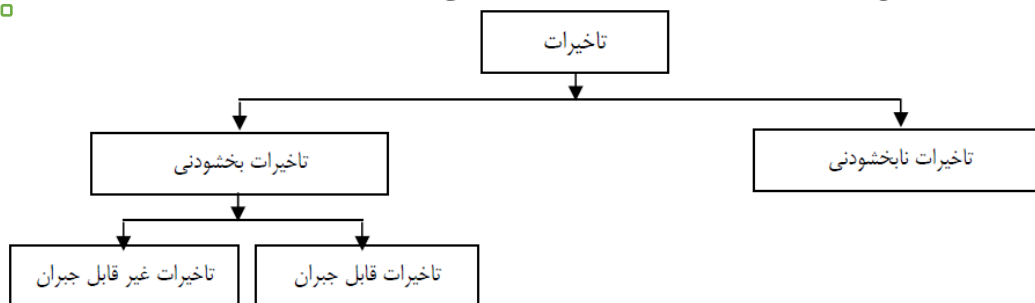 تاخیرات
تاخیرات نابخشودنی
تاخیرات بخشودنی
تاخیرات قابل جبران
تاخیرات غیر قابل جبران